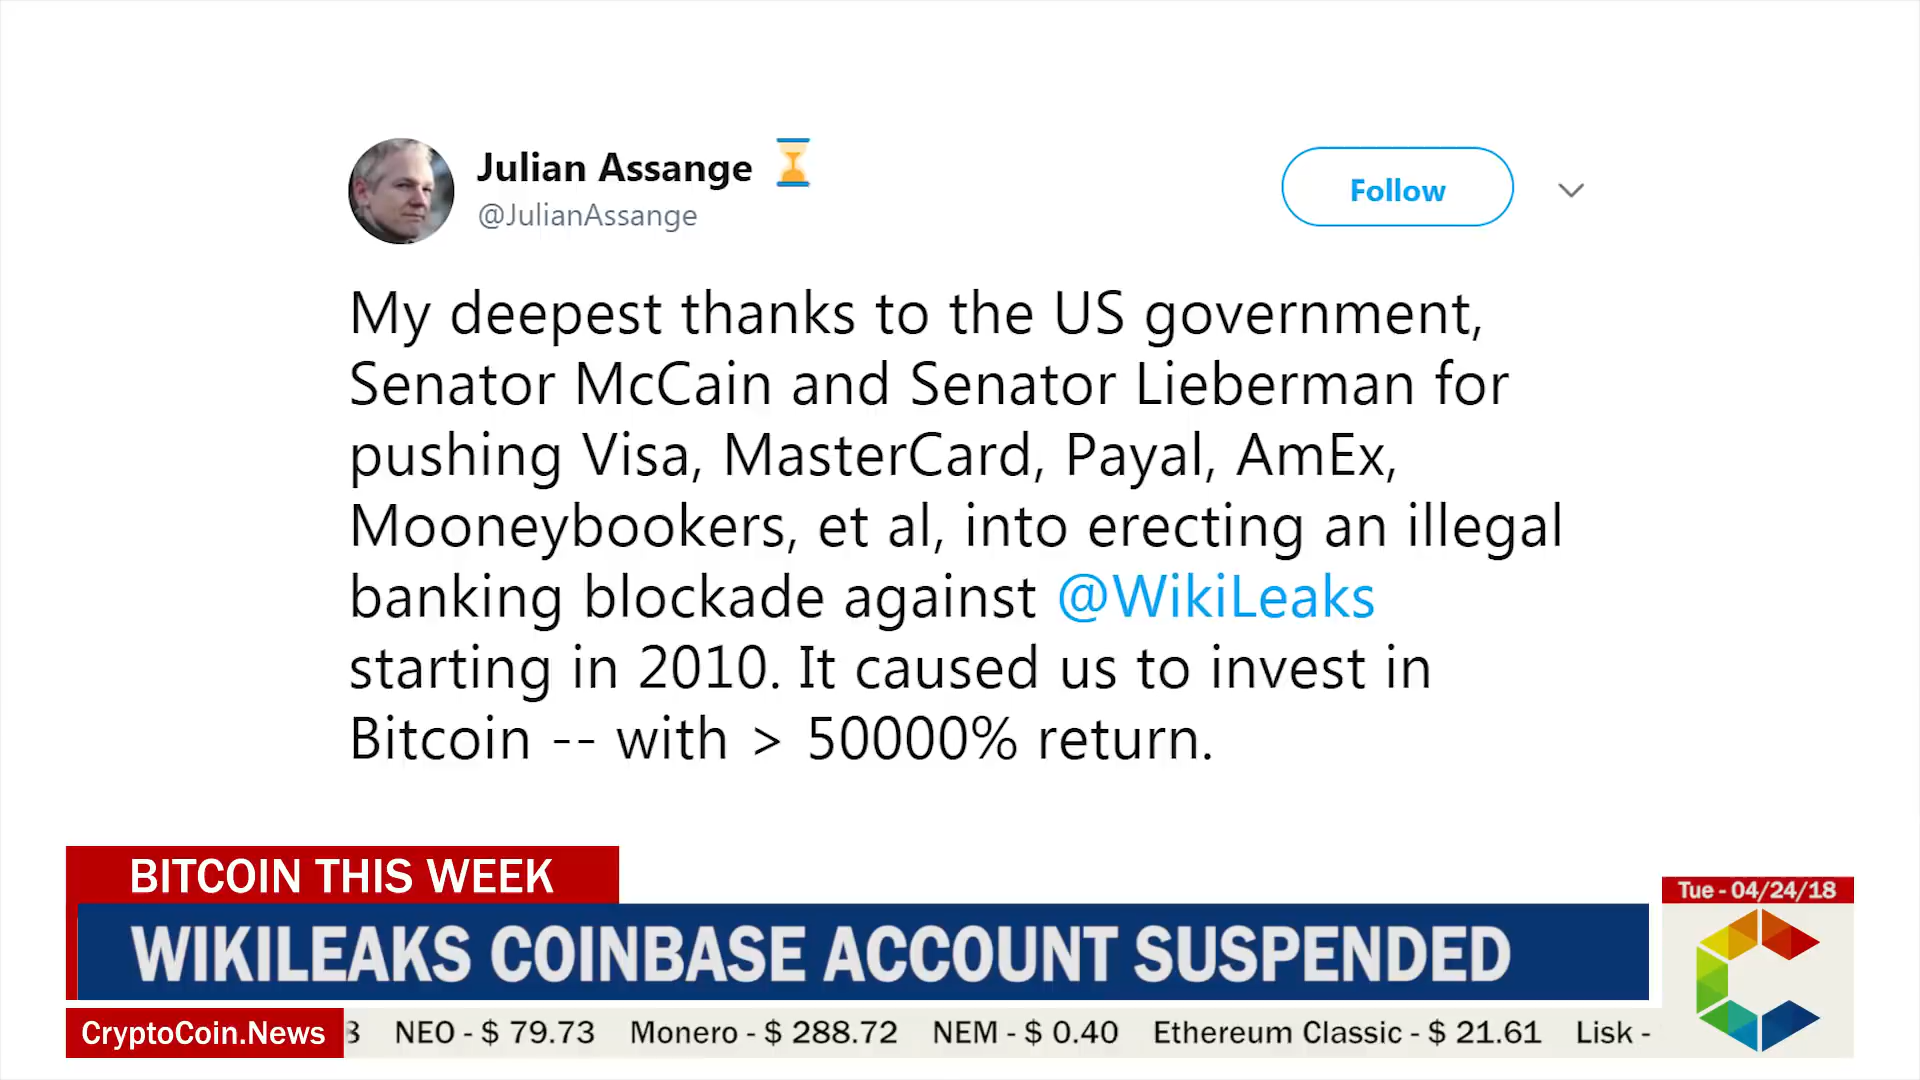 Julian Assange
@JulianAssange
Follow
My deepest thanks to the US government,
Senator McCain and Senator Lieberman for
pushing Visa, MasterCard, Payal, AmEx,
Mooneybookers, et al, into erecting an illegal
banking blockade against @WikiLeaks
starting in 2010. It caused us to invest in
Bitcoin -- with > 50000% return.
BITCOIN THIS WEEK
Tue - 04/24/18
WIKILEAKS COINBASE ACCOUNT SUSPENDED
CryptoCoin.News NEO - $ 79.73 Monero - $ 288.72 NEM - $ 0.40 Ethereum Classic - $ 21.61 Lisk -